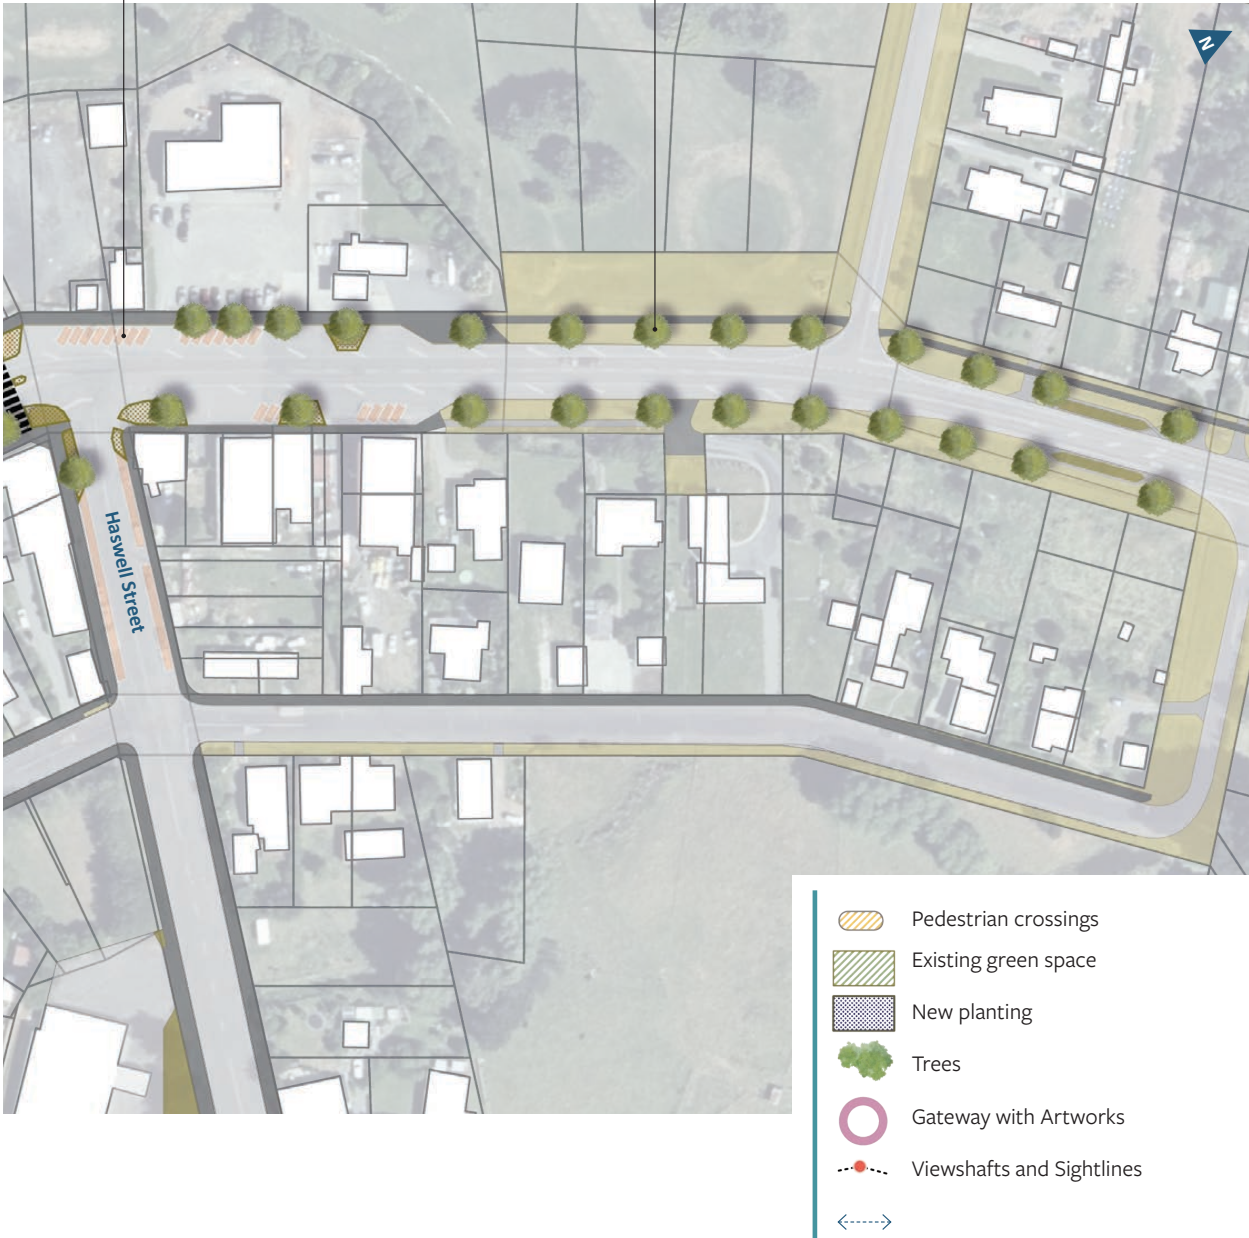 N
Haswell Street
Pedestrian crossings
Existing green space
New planting
Trees
Gateway with Artworks
Viewshafts and Sightlines